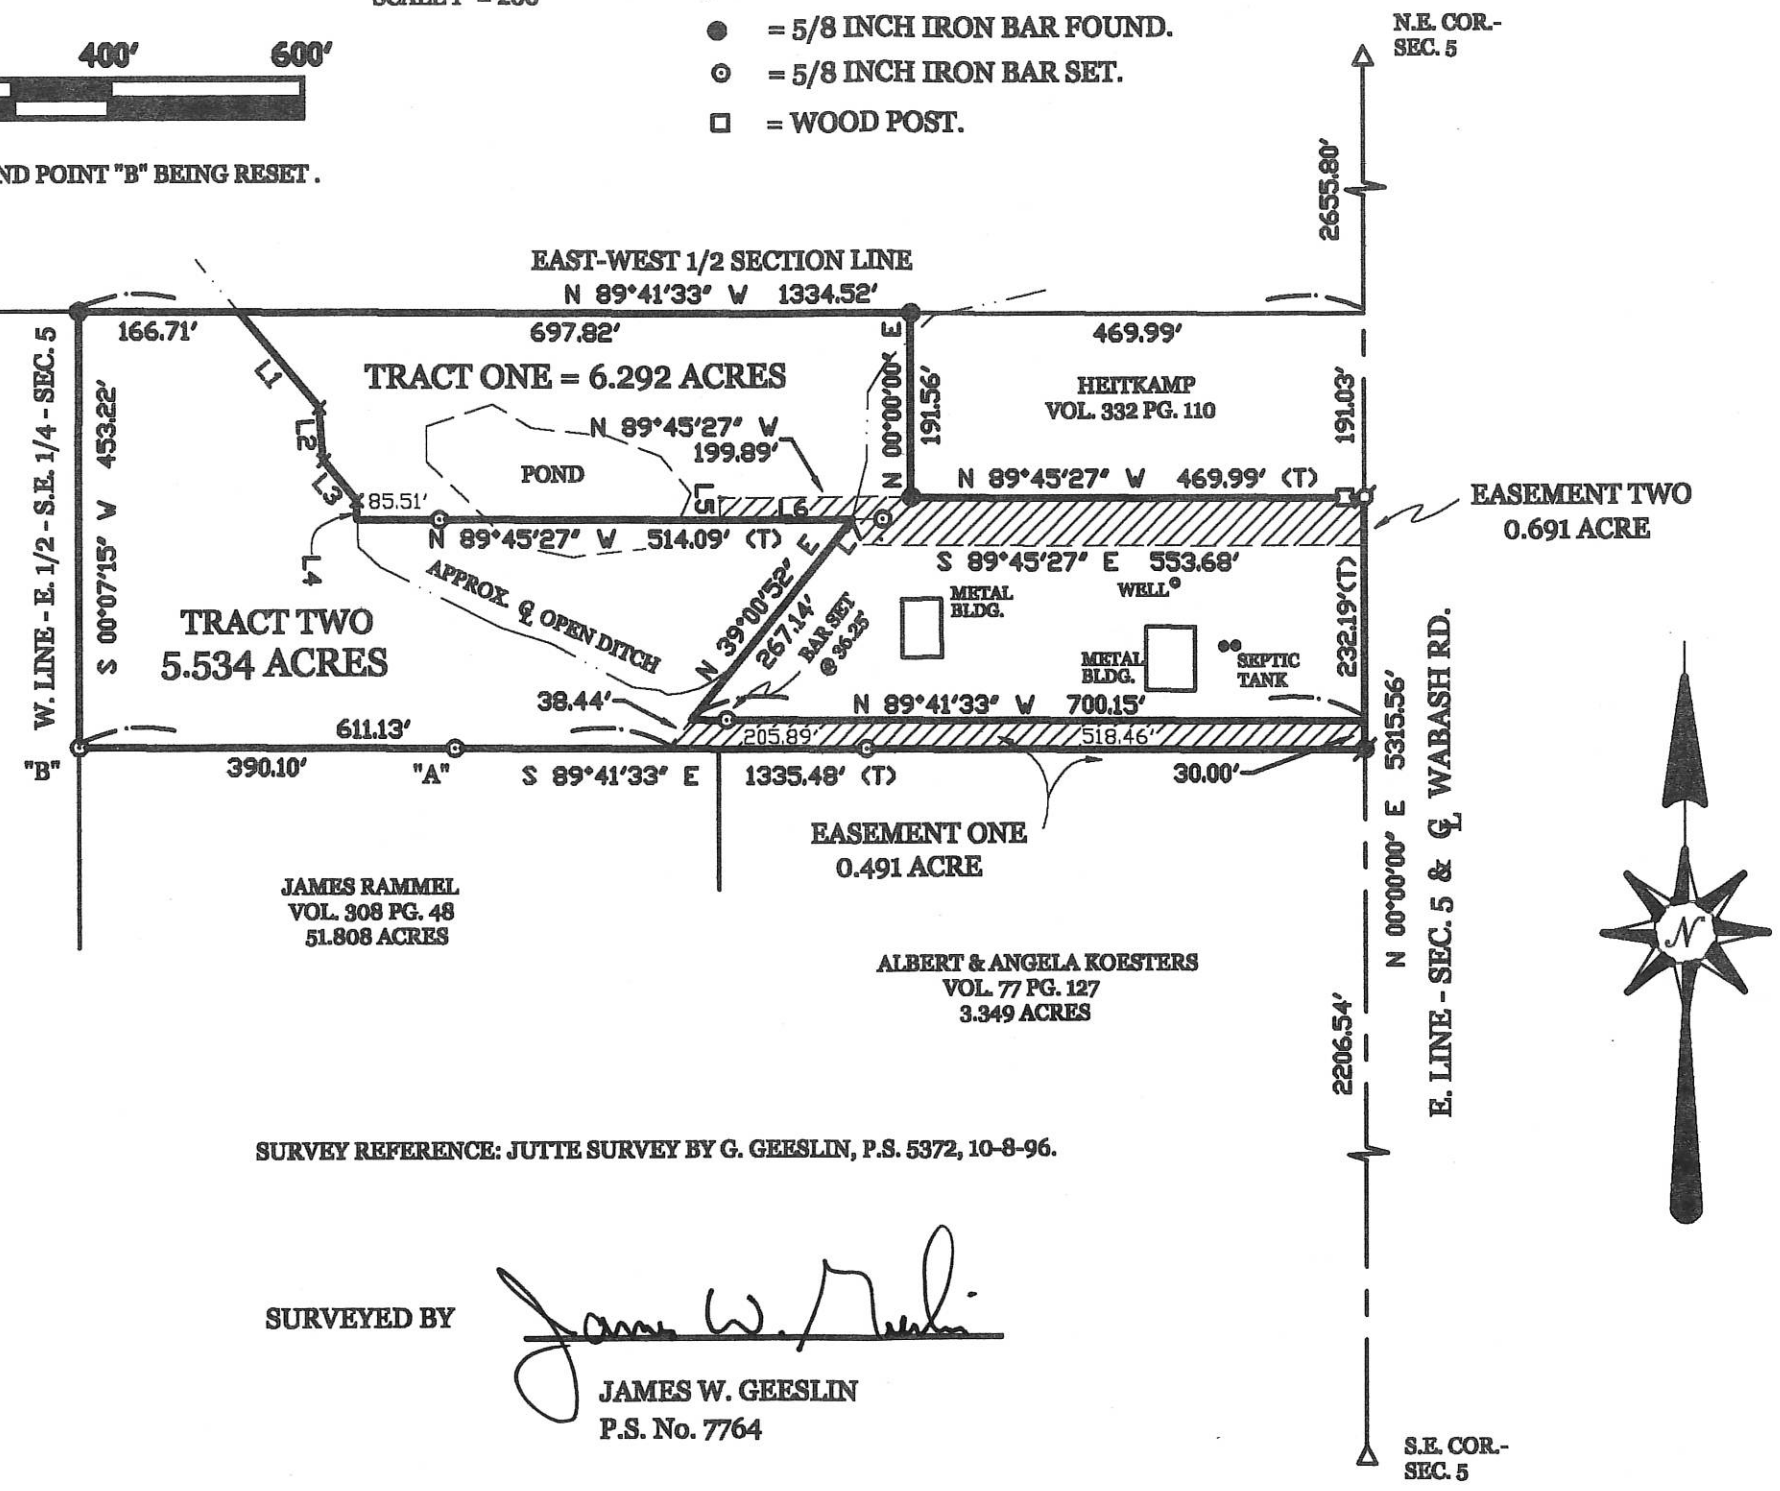 400' 600'
= 5/8 INCH IRON BAR FOUND.
= 5/8 INCH IRON BAR SET.
= WOOD POST.
N.E. COR.-
SEC. 5
POINT "B" BEING RESET.
2655.80'
EAST-WEST 1/2 SECTION LINE
N 89°41'33" W 1334.52'
166.71'
697.82'
469.99'
L1
TRACT ONE = 6.292 ACRES
HEITKAMP
VOL. 332 PG. 110
W. LINE - E. 1/2 - S.E. 1/4 - SEC. 5
S 00°07'15" W 453.22'
N 00°00'00" E
191.56'
191.03'
L2
L3
N 89°45'27" W
199.89'
POND
N 89°45'27" W 469.99' (T)
85.51'
L5
L6
EASEMENT TWO
0.691 ACRE
N 89°45'27" W 514.09' (T)
S 89°45'27" E 553.68'
L4
APPROX. ℄ OPEN DITCH
N 39°00'52" E
267.14'
BAR SET
@ 36.25'
METAL
BLDG.
WELL
232.19'(T)
TRACT TWO
5.534 ACRES
METAL
BLDG.
SEPTIC
TANK
38.44'
N 89°41'33" W 700.15'
611.13'
205.89'
518.46'
"B"
390.10'
"A"
S 89°41'33" E 1335.48' (T)
30.00'
N 00°00'00" E 5315.56'
E. LINE - SEC. 5 & ℄ WABASH RD.
EASEMENT ONE
0.491 ACRE
JAMES RAMMEL
VOL. 308 PG. 48
51.808 ACRES
ALBERT & ANGELA KOESTERS
VOL. 77 PG. 127
3.349 ACRES
N
2206.54'
SURVEY REFERENCE: JUTTE SURVEY BY G. GEESLIN, P.S. 5372, 10-8-96.
SURVEYED BY James W. Geeslin
JAMES W. GEESLIN
P.S. No. 7764
S.E. COR.-
SEC. 5